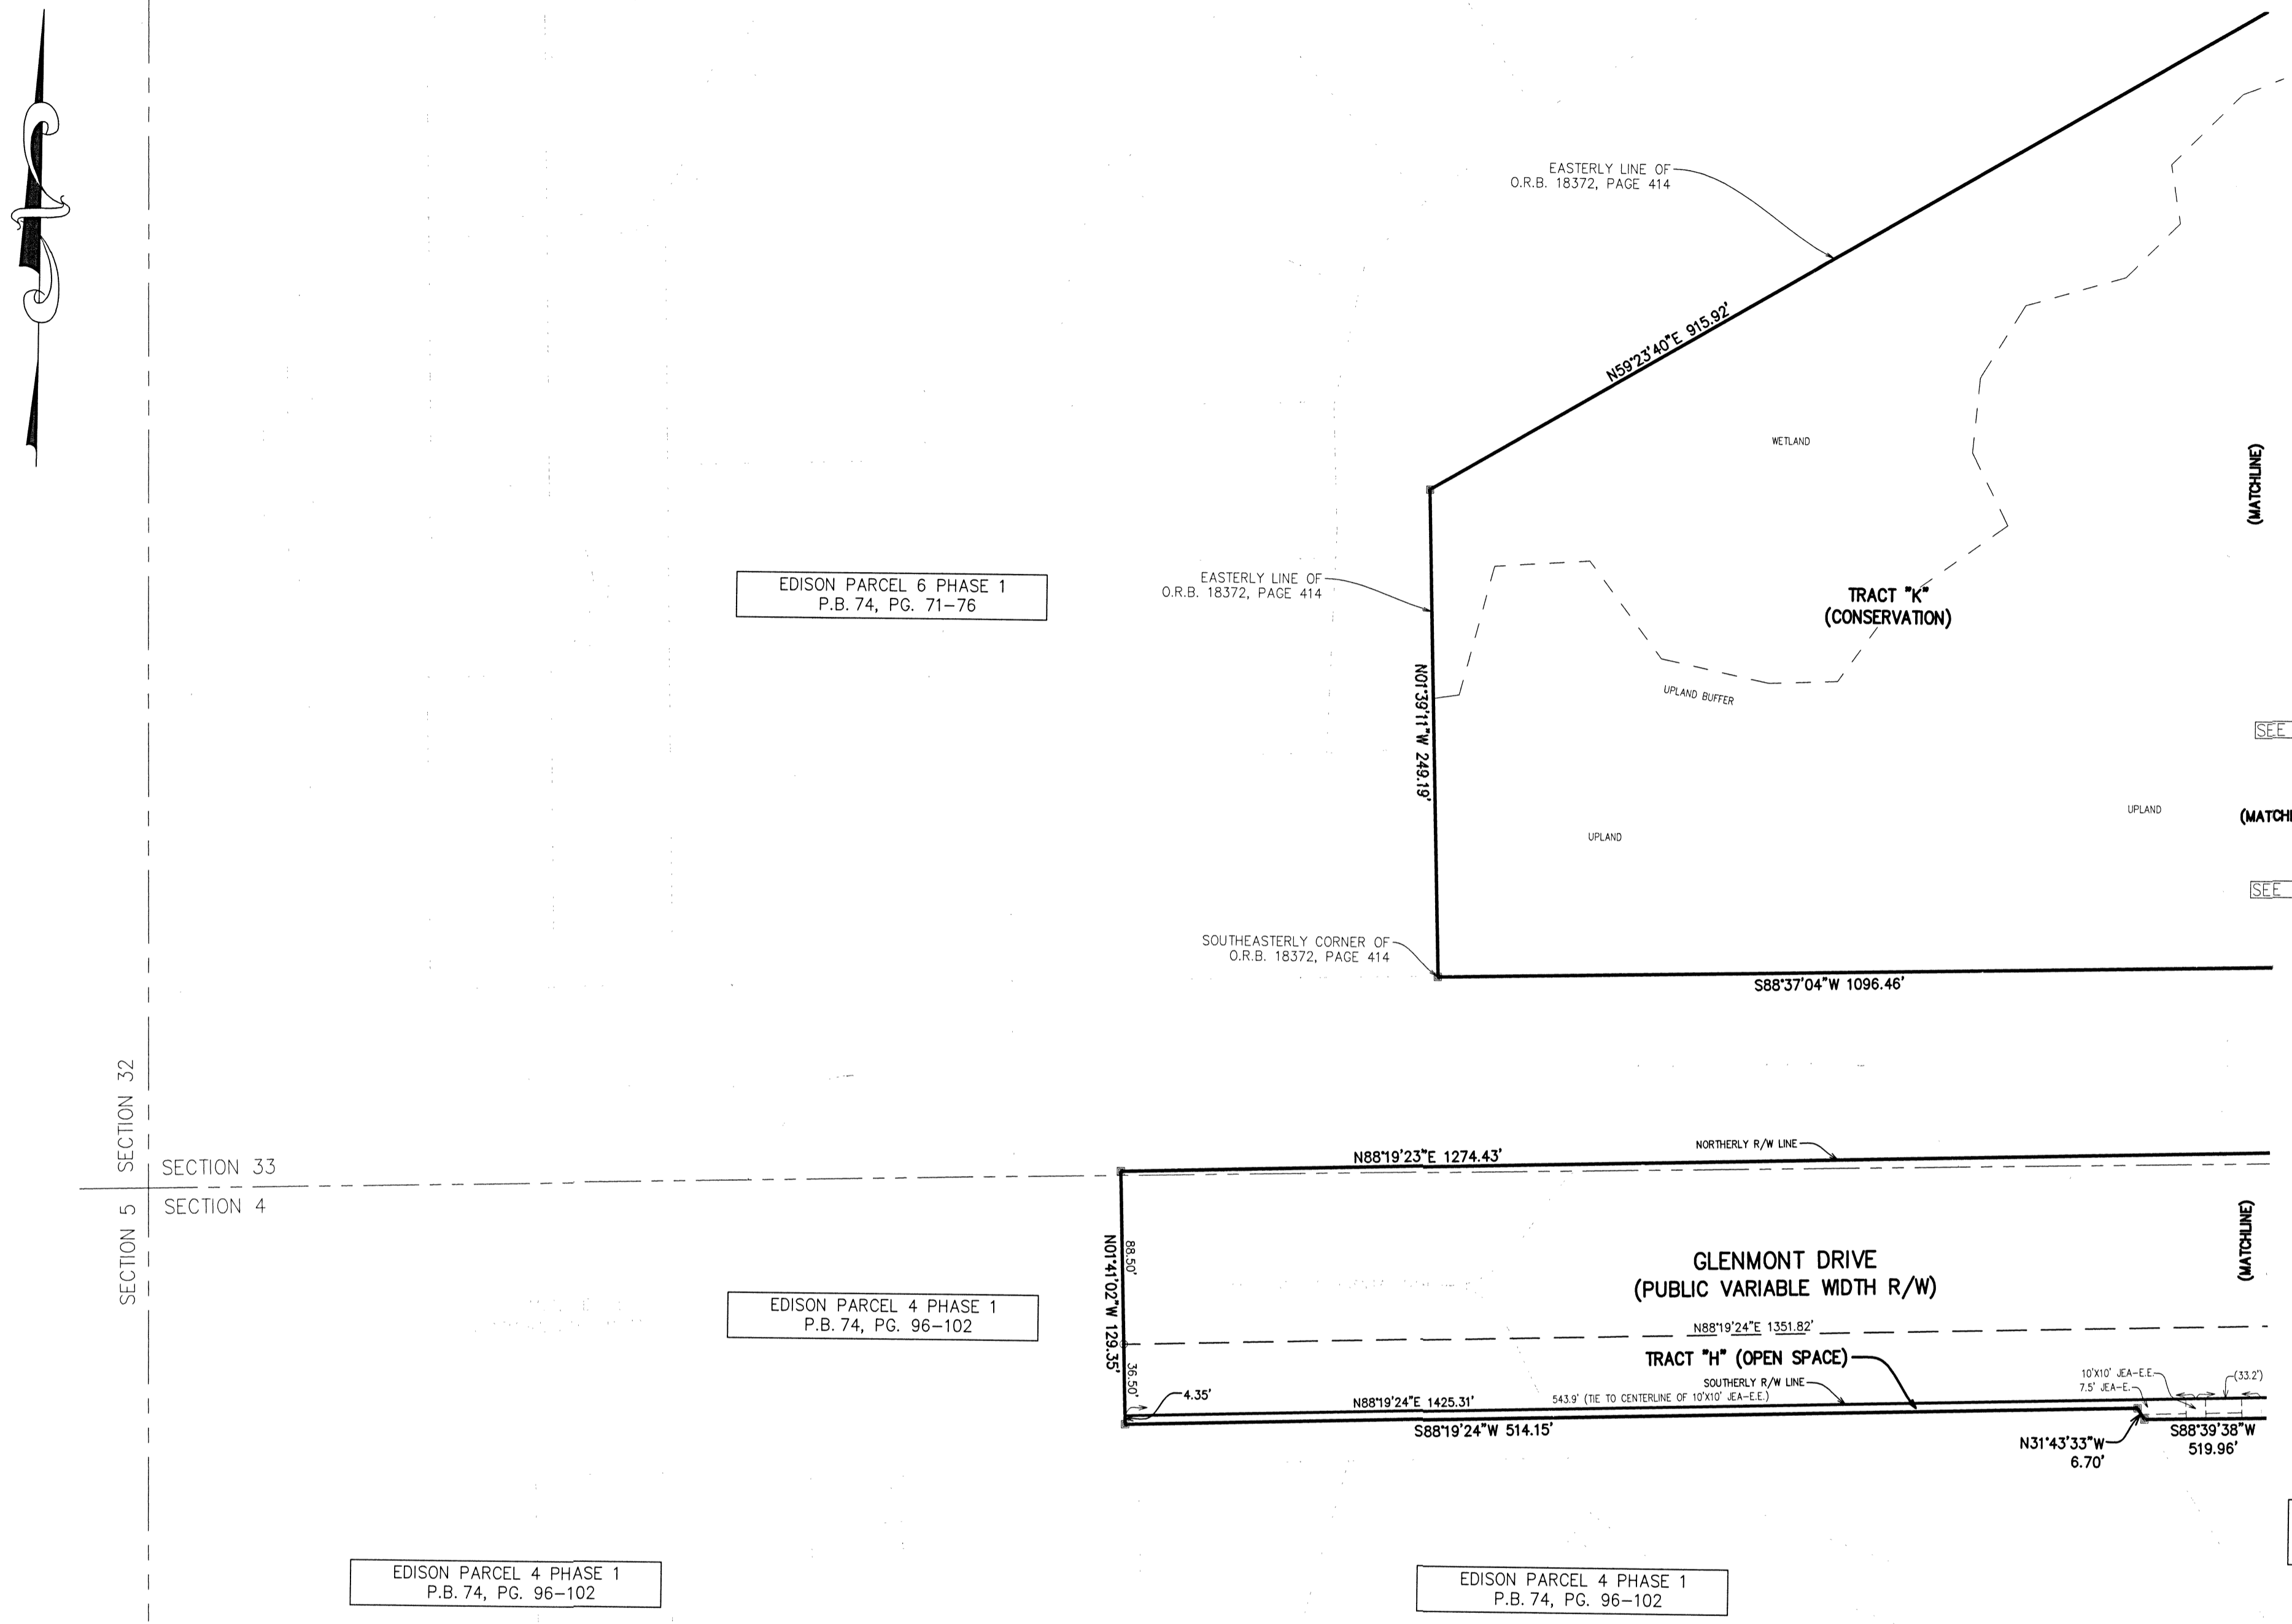 EASTERLY LINE OF
O.R.B. 18372, PAGE 414
N59°23'40"E 915.92'
WETLAND
(MATCHLINE)
EDISON PARCEL 6 PHASE 1
P.B. 74, PG. 71-76
EASTERLY LINE OF
O.R.B. 18372, PAGE 414
TRACT "K"
(CONSERVATION)
N01°39'11"W 249.19'
UPLAND BUFFER
SEE
UPLAND
(MATCHL
UPLAND
SEE
SOUTHEASTERLY CORNER OF
O.R.B. 18372, PAGE 414
S88°37'04"W 1096.46'
SECTION 32
SECTION 33
SECTION 5
SECTION 4
N88°19'23"E 1274.43'
NORTHERLY R/W LINE
N01°41'02"W 129.35'
88.50'
GLENMONT DRIVE
(PUBLIC VARIABLE WIDTH R/W)
(MATCHLINE)
EDISON PARCEL 4 PHASE 1
P.B. 74, PG. 96-102
N88°19'24"E 1351.82'
TRACT "H" (OPEN SPACE)
36.50'
4.35'
SOUTHERLY R/W LINE
10'X10' JEA-E.E.
7.5' JEA-E.
(33.2')
N88°19'24"E 1425.31'
543.9' (TIE TO CENTERLINE OF 10'X10' JEA-E.E.)
S88°19'24"W 514.15'
N31°43'33"W
6.70'
S88°39'38"W
519.96'
EDISON PARCEL 4 PHASE 1
P.B. 74, PG. 96-102
EDISON PARCEL 4 PHASE 1
P.B. 74, PG. 96-102